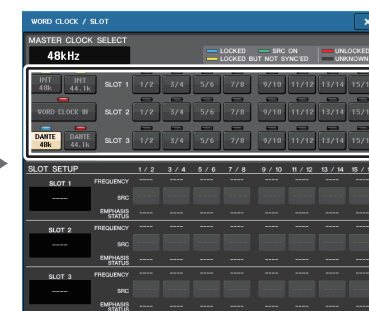 WORD CLOCK / SLOT
MASTER CLOCK SELECT
48kHz
LOCKED SRC ON UNLOCKED
LOCKED BUT NOT SYNC'ED UNKNOWN
INT 48k INT 44.1k SLOT 1 1/2 3/4 5/6 7/8 9/10 11/12 13/14 15/1
WORD CLOCK IN SLOT 2 1/2 3/4 5/6 7/8 9/10 11/12 13/14 15/1
DANTE 48k DANTE 44.1k SLOT 3 1/2 3/4 5/6 7/8 9/10 11/12 13/14 15/1
SLOT SETUP 1 / 2 3 / 4 5 / 6 7 / 8 9 / 10 11 / 12 13 / 14 15 / 1
SLOT 1 FREQUENCY ---- ---- ---- ---- ---- ---- ---- ----
---- SRC
EMPHASIS STATUS ---- ---- ---- ---- ---- ---- ---- ----
SLOT 2 FREQUENCY ---- ---- ---- ---- ---- ---- ---- ----
---- SRC
EMPHASIS STATUS ---- ---- ---- ---- ---- ---- ---- ----
SLOT 3 FREQUENCY ---- ---- ---- ---- ---- ---- ---- ----
---- SRC
EMPHASIS STATUS ---- ---- ---- ---- ---- ---- ---- ----